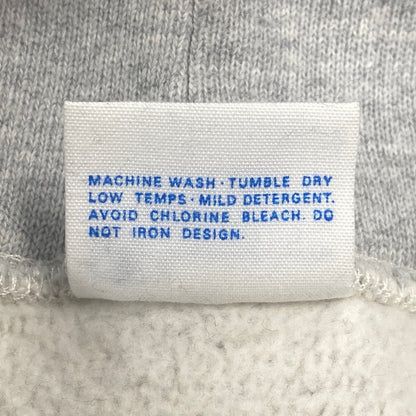 MACHINE WASH · TUMBLE DRY
LOW TEMPS · MILD DETERGENT.
AVOID CHLORINE BLEACH. DO
NOT IRON DESIGN.